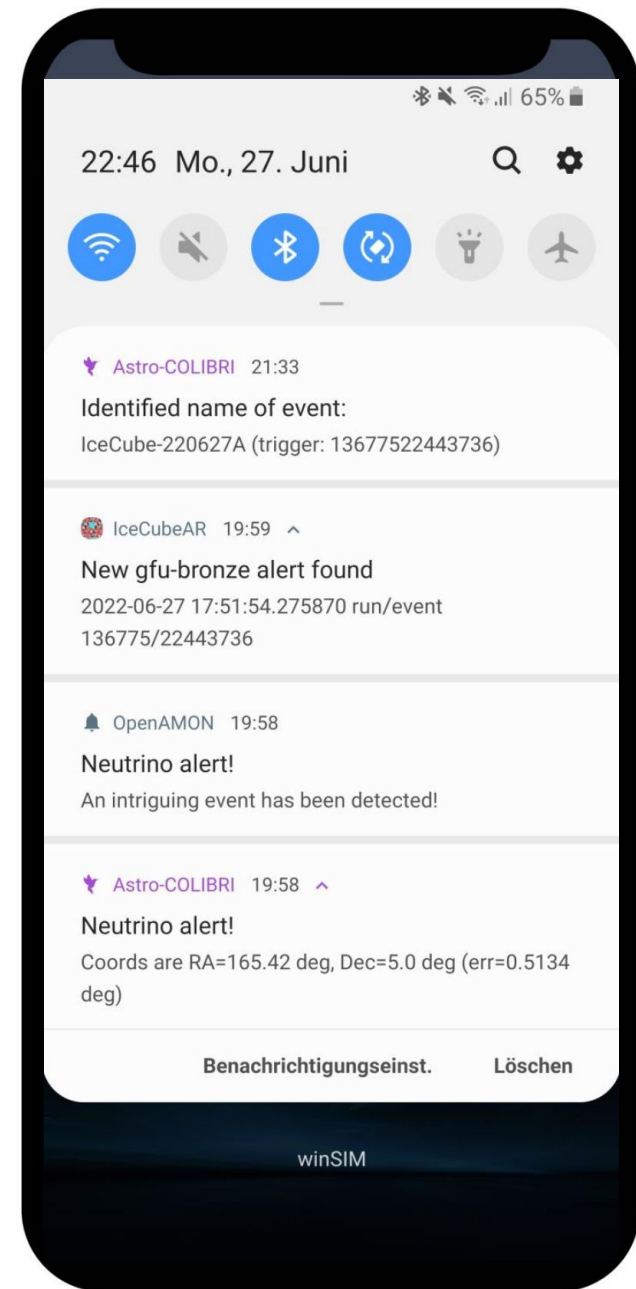 65%
22:46 Mo., 27. Juni
Astro-COLIBRI 21:33
Identified name of event:
IceCube-220627A (trigger: 13677522443736)
IceCubeAR 19:59
New gfu-bronze alert found
2022-06-27 17:51:54.275870 run/event
136775/22443736
OpenAMON 19:58
Neutrino alert!
An intriguing event has been detected!
Astro-COLIBRI 19:58
Neutrino alert!
Coords are RA=165.42 deg, Dec=5.0 deg (err=0.5134
deg)
Benachrichtigungseinst. Löschen
winSIM